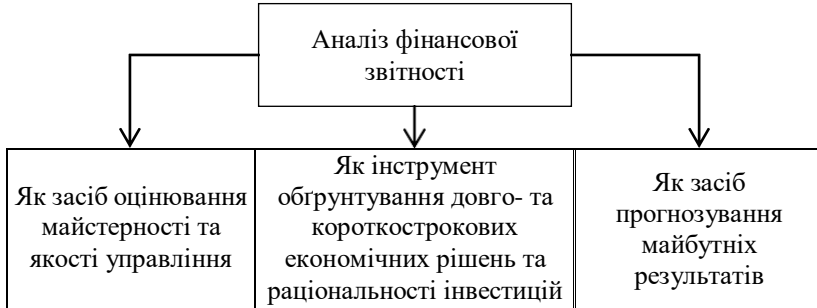 Аналіз фінансової
звітності
Як засіб оцінювання
майстерності та
якості управління
Як інструмент
обґрунтування довго- та
короткострокових
економічних рішень та
раціональності інвестицій
Як засіб
прогнозування
майбутніх
результатів